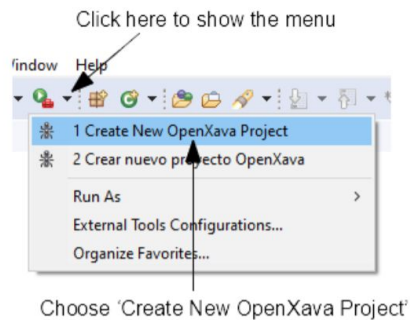 Click here to show the menu
Window Help
1 Create New OpenXava Project
2 Crear nuevo proyecto OpenXava
Run As
External Tools Configurations...
Organize Favorites...
Choose 'Create New OpenXava Project'